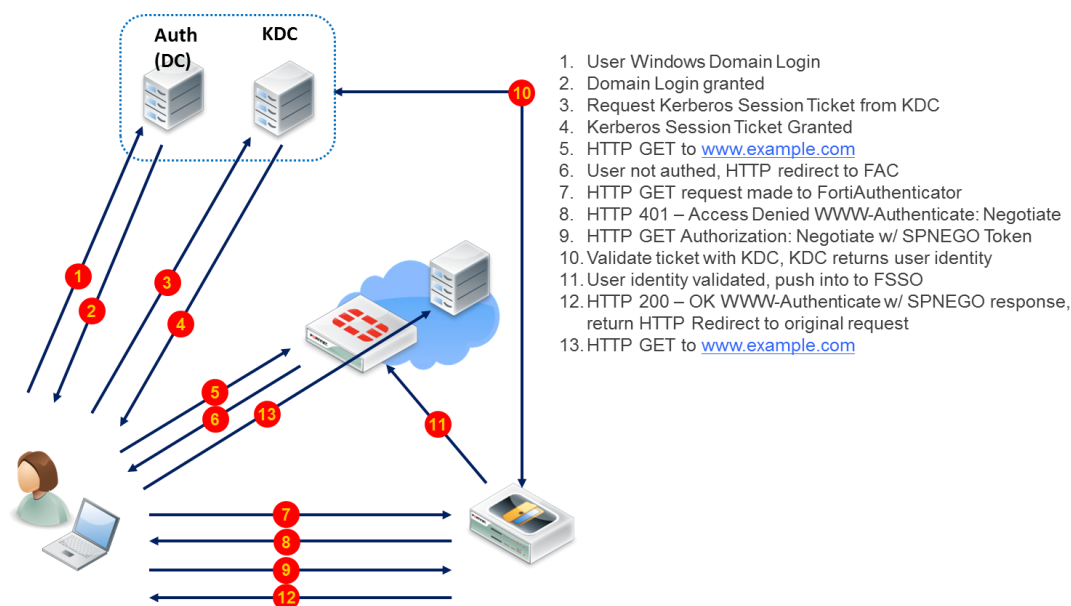 Auth
(DC)
KDC
10
1
2
3
4
5
6
13
11
7
8
9
12
1. User Windows Domain Login
2. Domain Login granted
3. Request Kerberos Session Ticket from KDC
4. Kerberos Session Ticket Granted
5. HTTP GET to www.example.com
6. User not authed, HTTP redirect to FAC
7. HTTP GET request made to FortiAuthenticator
8. HTTP 401 – Access Denied WWW-Authenticate: Negotiate
9. HTTP GET Authorization: Negotiate w/ SPNEGO Token
10. Validate ticket with KDC, KDC returns user identity
11. User identity validated, push into to FSSO
12. HTTP 200 – OK WWW-Authenticate w/ SPNEGO response,
return HTTP Redirect to original request
13. HTTP GET to www.example.com